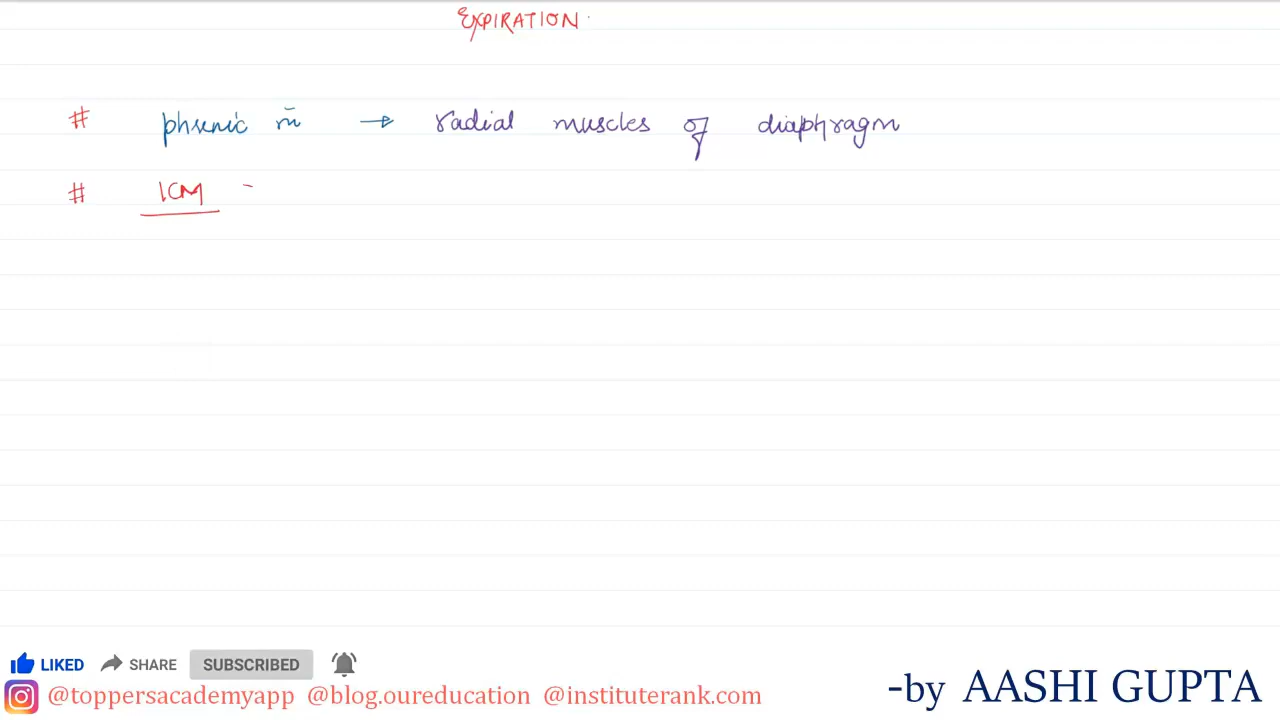 EXPIRATION
# phrenic m̄ → radial muscles of diaphragm
# ICM -
LIKED SHARE SUBSCRIBED
@toppersacademyapp @blog.oureducation @instituterank.com
-by AASHI GUPTA